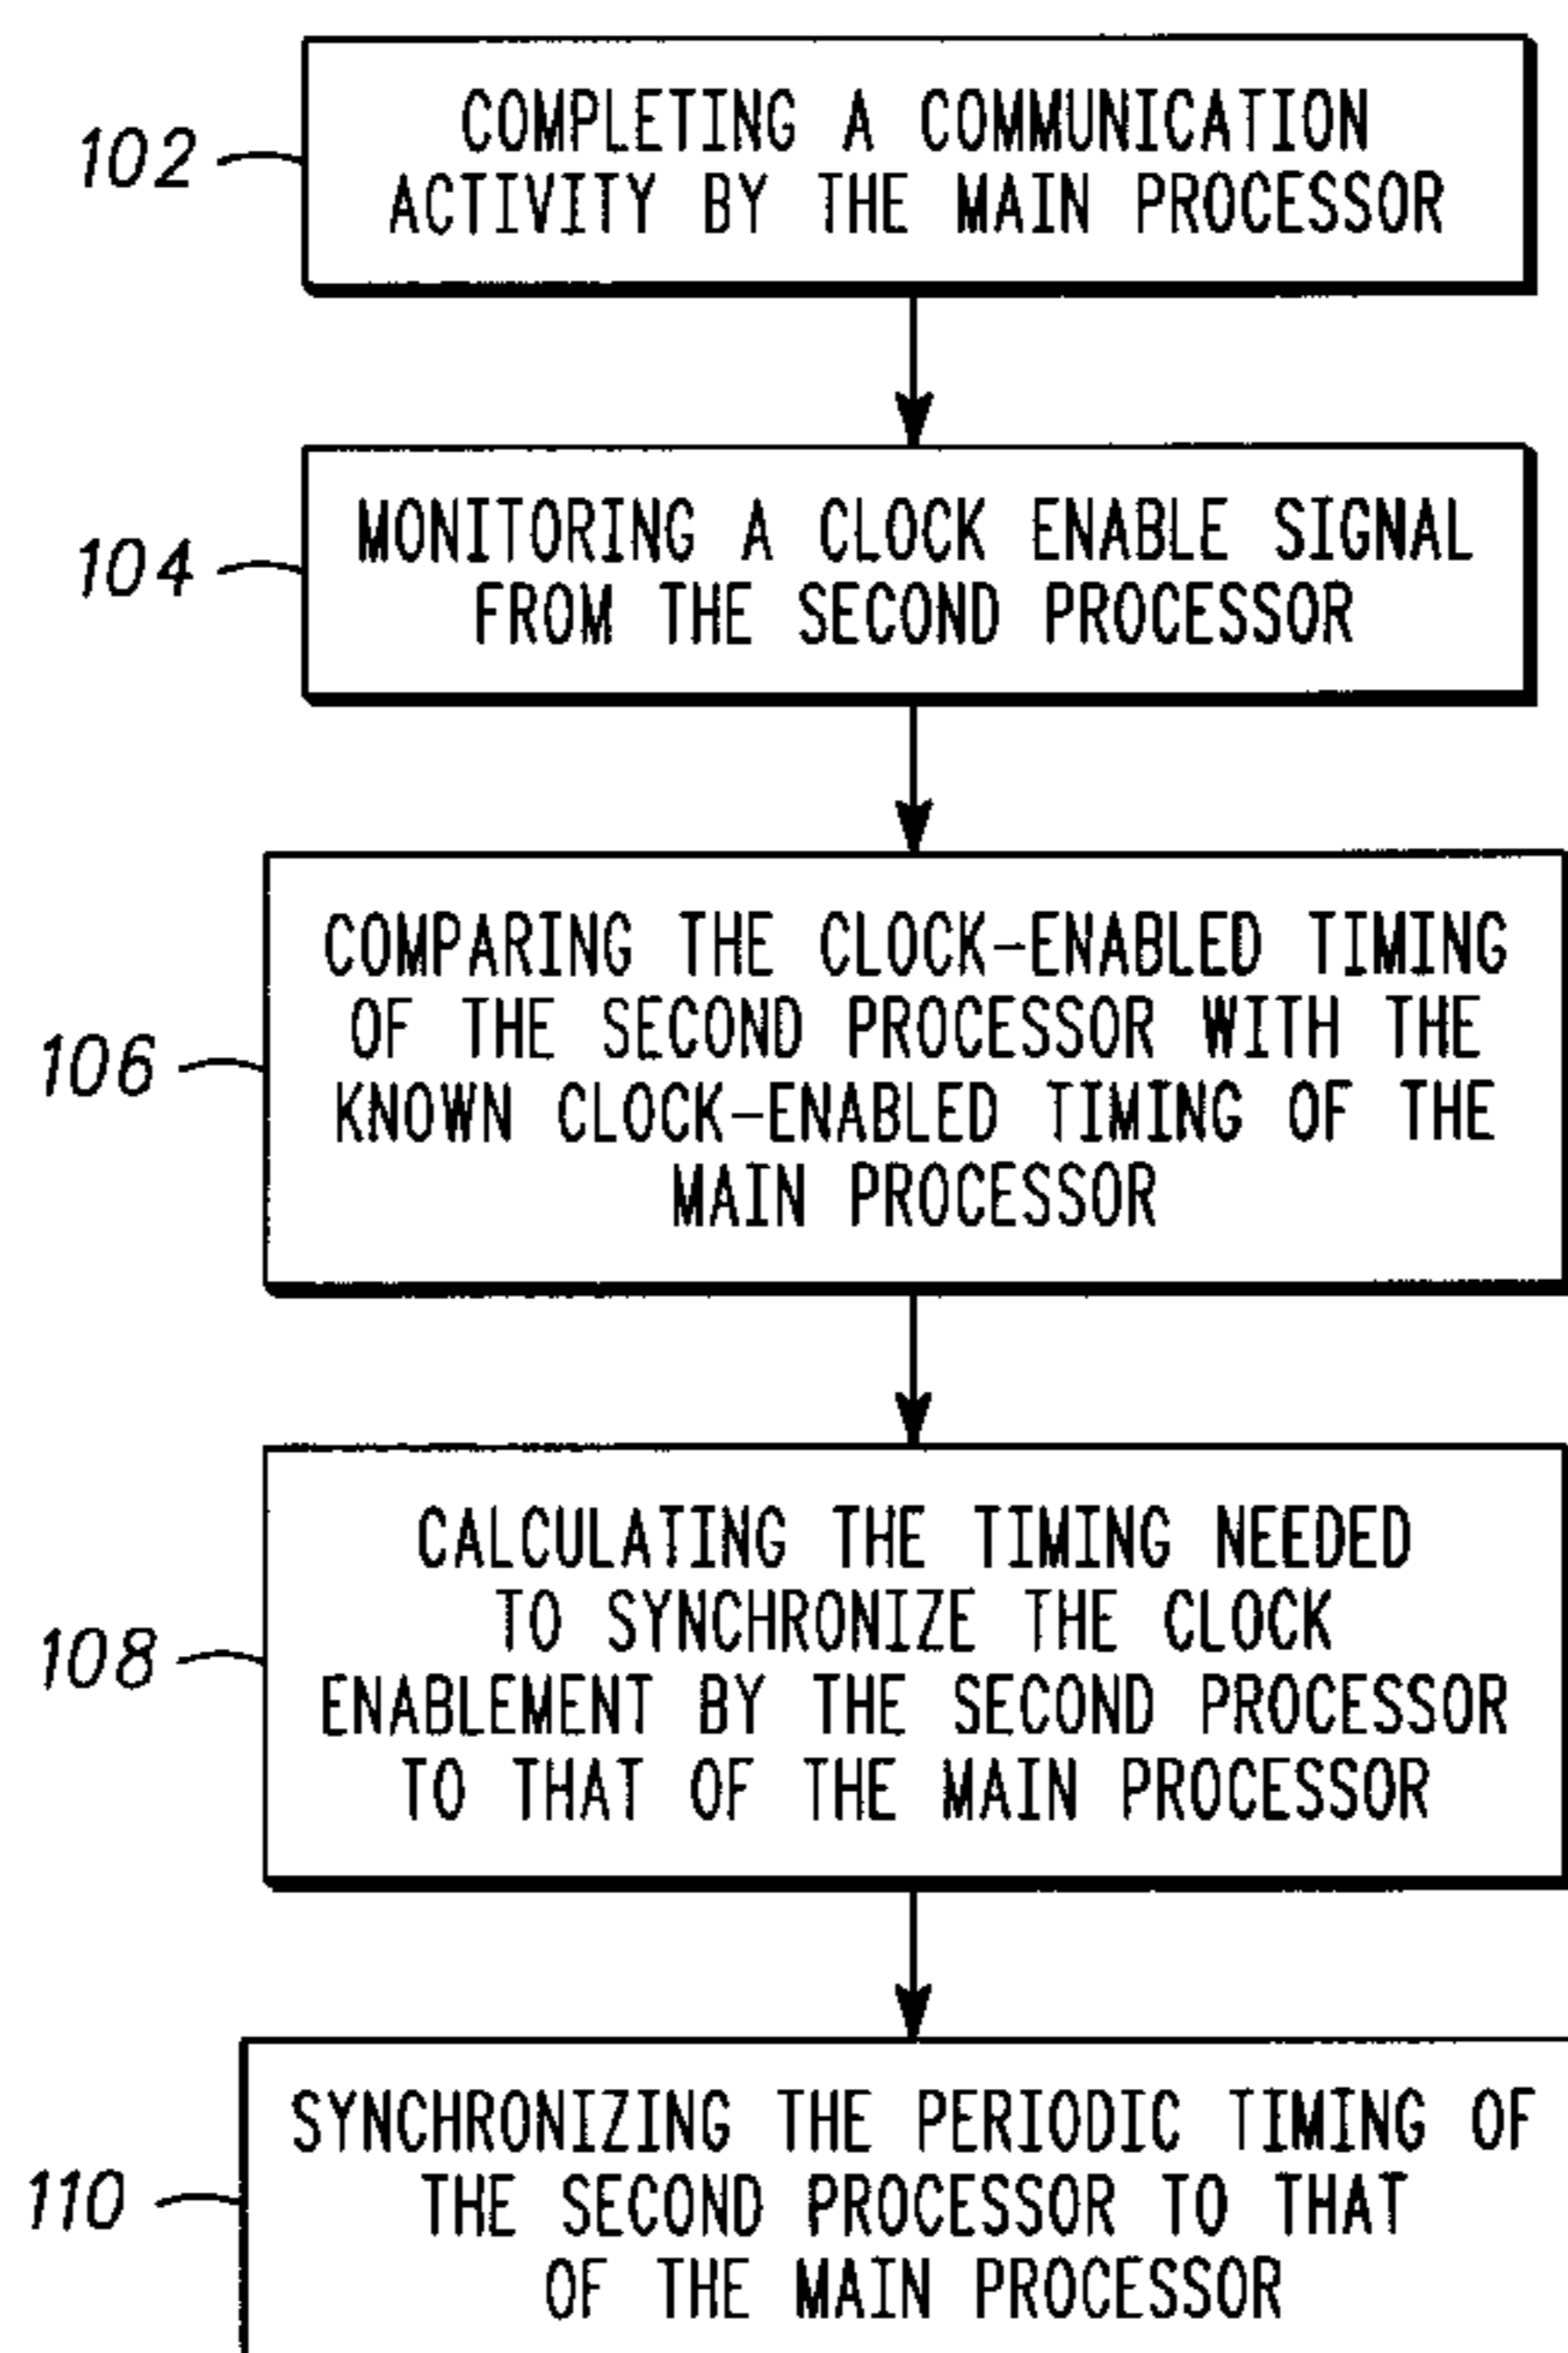 102
COMPLETING A COMMUNICATION
ACTIVITY BY THE MAIN PROCESSOR
104
MONITORING A CLOCK ENABLE SIGNAL
FROM THE SECOND PROCESSOR
106
COMPARING THE CLOCK-ENABLED TIMING
OF THE SECOND PROCESSOR WITH THE
KNOWN CLOCK-ENABLED TIMING OF THE
MAIN PROCESSOR
108
CALCULATING THE TIMING NEEDED
TO SYNCHRONIZE THE CLOCK
ENABLEMENT BY THE SECOND PROCESSOR
TO THAT OF THE MAIN PROCESSOR
110
SYNCHRONIZING THE PERIODIC TIMING OF
THE SECOND PROCESSOR TO THAT
OF THE MAIN PROCESSOR